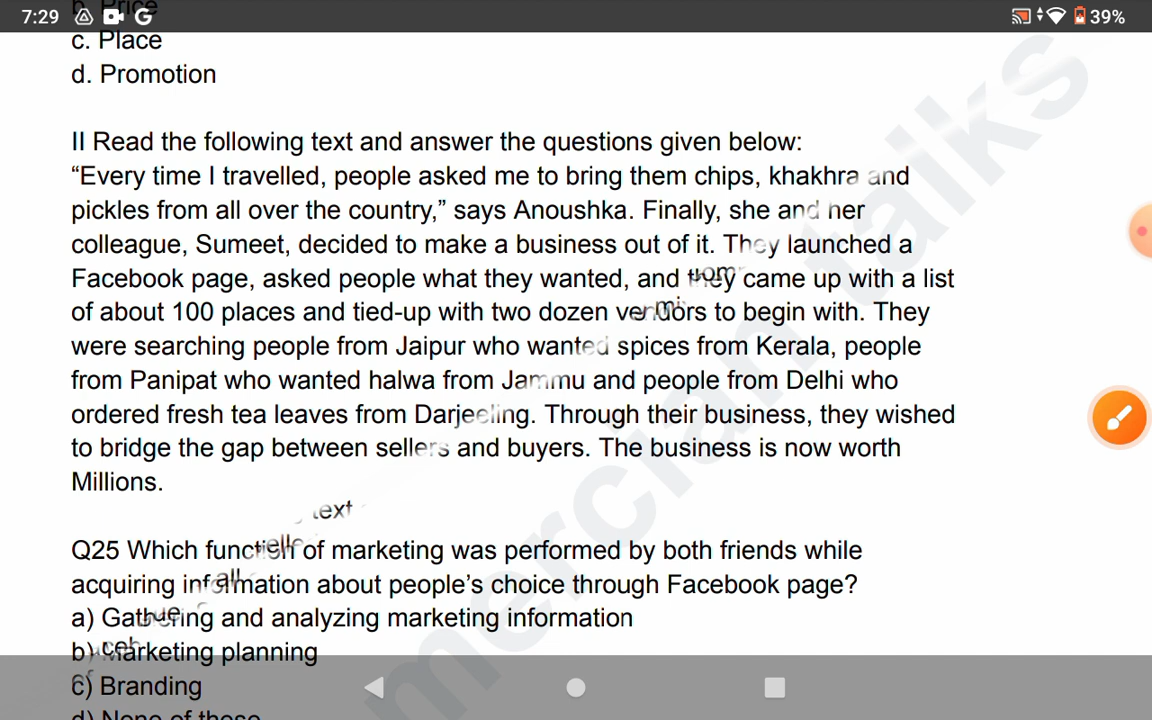 7:29 39%
b. Price
c. Place
d. Promotion
II Read the following text and answer the questions given below:
“Every time I travelled, people asked me to bring them chips, khakhra and
pickles from all over the country,” says Anoushka. Finally, she and her
colleague, Sumeet, decided to make a business out of it. They launched a
Facebook page, asked people what they wanted, and they came up with a list
of about 100 places and tied-up with two dozen vendors to begin with. They
were searching people from Jaipur who wanted spices from Kerala, people
from Panipat who wanted halwa from Jammu and people from Delhi who
ordered fresh tea leaves from Darjeeling. Through their business, they wished
to bridge the gap between sellers and buyers. The business is now worth
Millions.
text
Q25 Which function of marketing was performed by both friends while
acquiring information about people’s choice through Facebook page?
a) Gathering and analyzing marketing information
b) Marketing planning
c) Branding
d) None of these
mercian talks